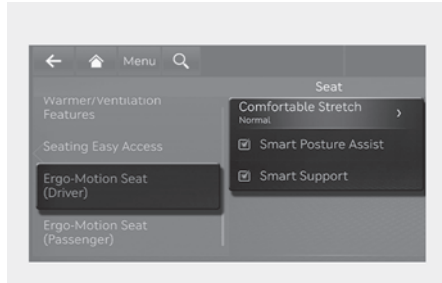 Menu
Seat
Warmer/Ventilation
Features
Seating Easy Access
Ergo-Motion Seat
(Driver)
Ergo-Motion Seat
(Passenger)
Comfortable Stretch
Normal
Smart Posture Assist
Smart Support